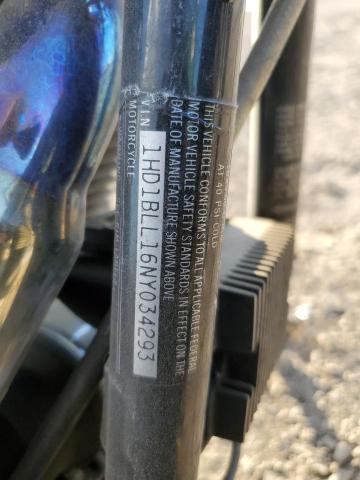 AT 40 PSI COLD
THIS VEHICLE CONFORMS TO ALL APPLICABLE FEDERAL
MOTOR VEHICLE SAFETY STANDARDS IN EFFECT ON THE
DATE OF MANUFACTURE SHOWN ABOVE
V.I.N. 1HD1BLL16NY034293
MOTORCYCLE